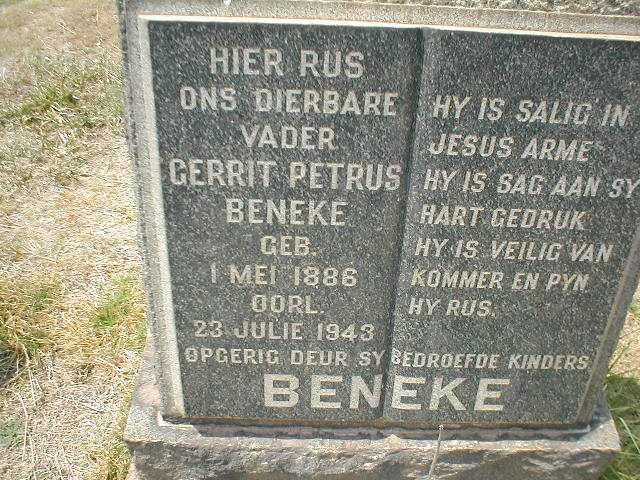 HIER RUS
ONS DIERBARE
VADER
GERRIT PETRUS
BENEKE
GEB.
1 MEI 1886
OORL.
23 JULIE 1943
HY IS SALIG IN
JESUS ARME
HY IS SAG AAN SY
HART GEDRUK
HY IS VEILIG VAN
KOMMER EN PYN
HY RUS.
OPGERIG DEUR SY BEDROEFDE KINDERS
BENEKE